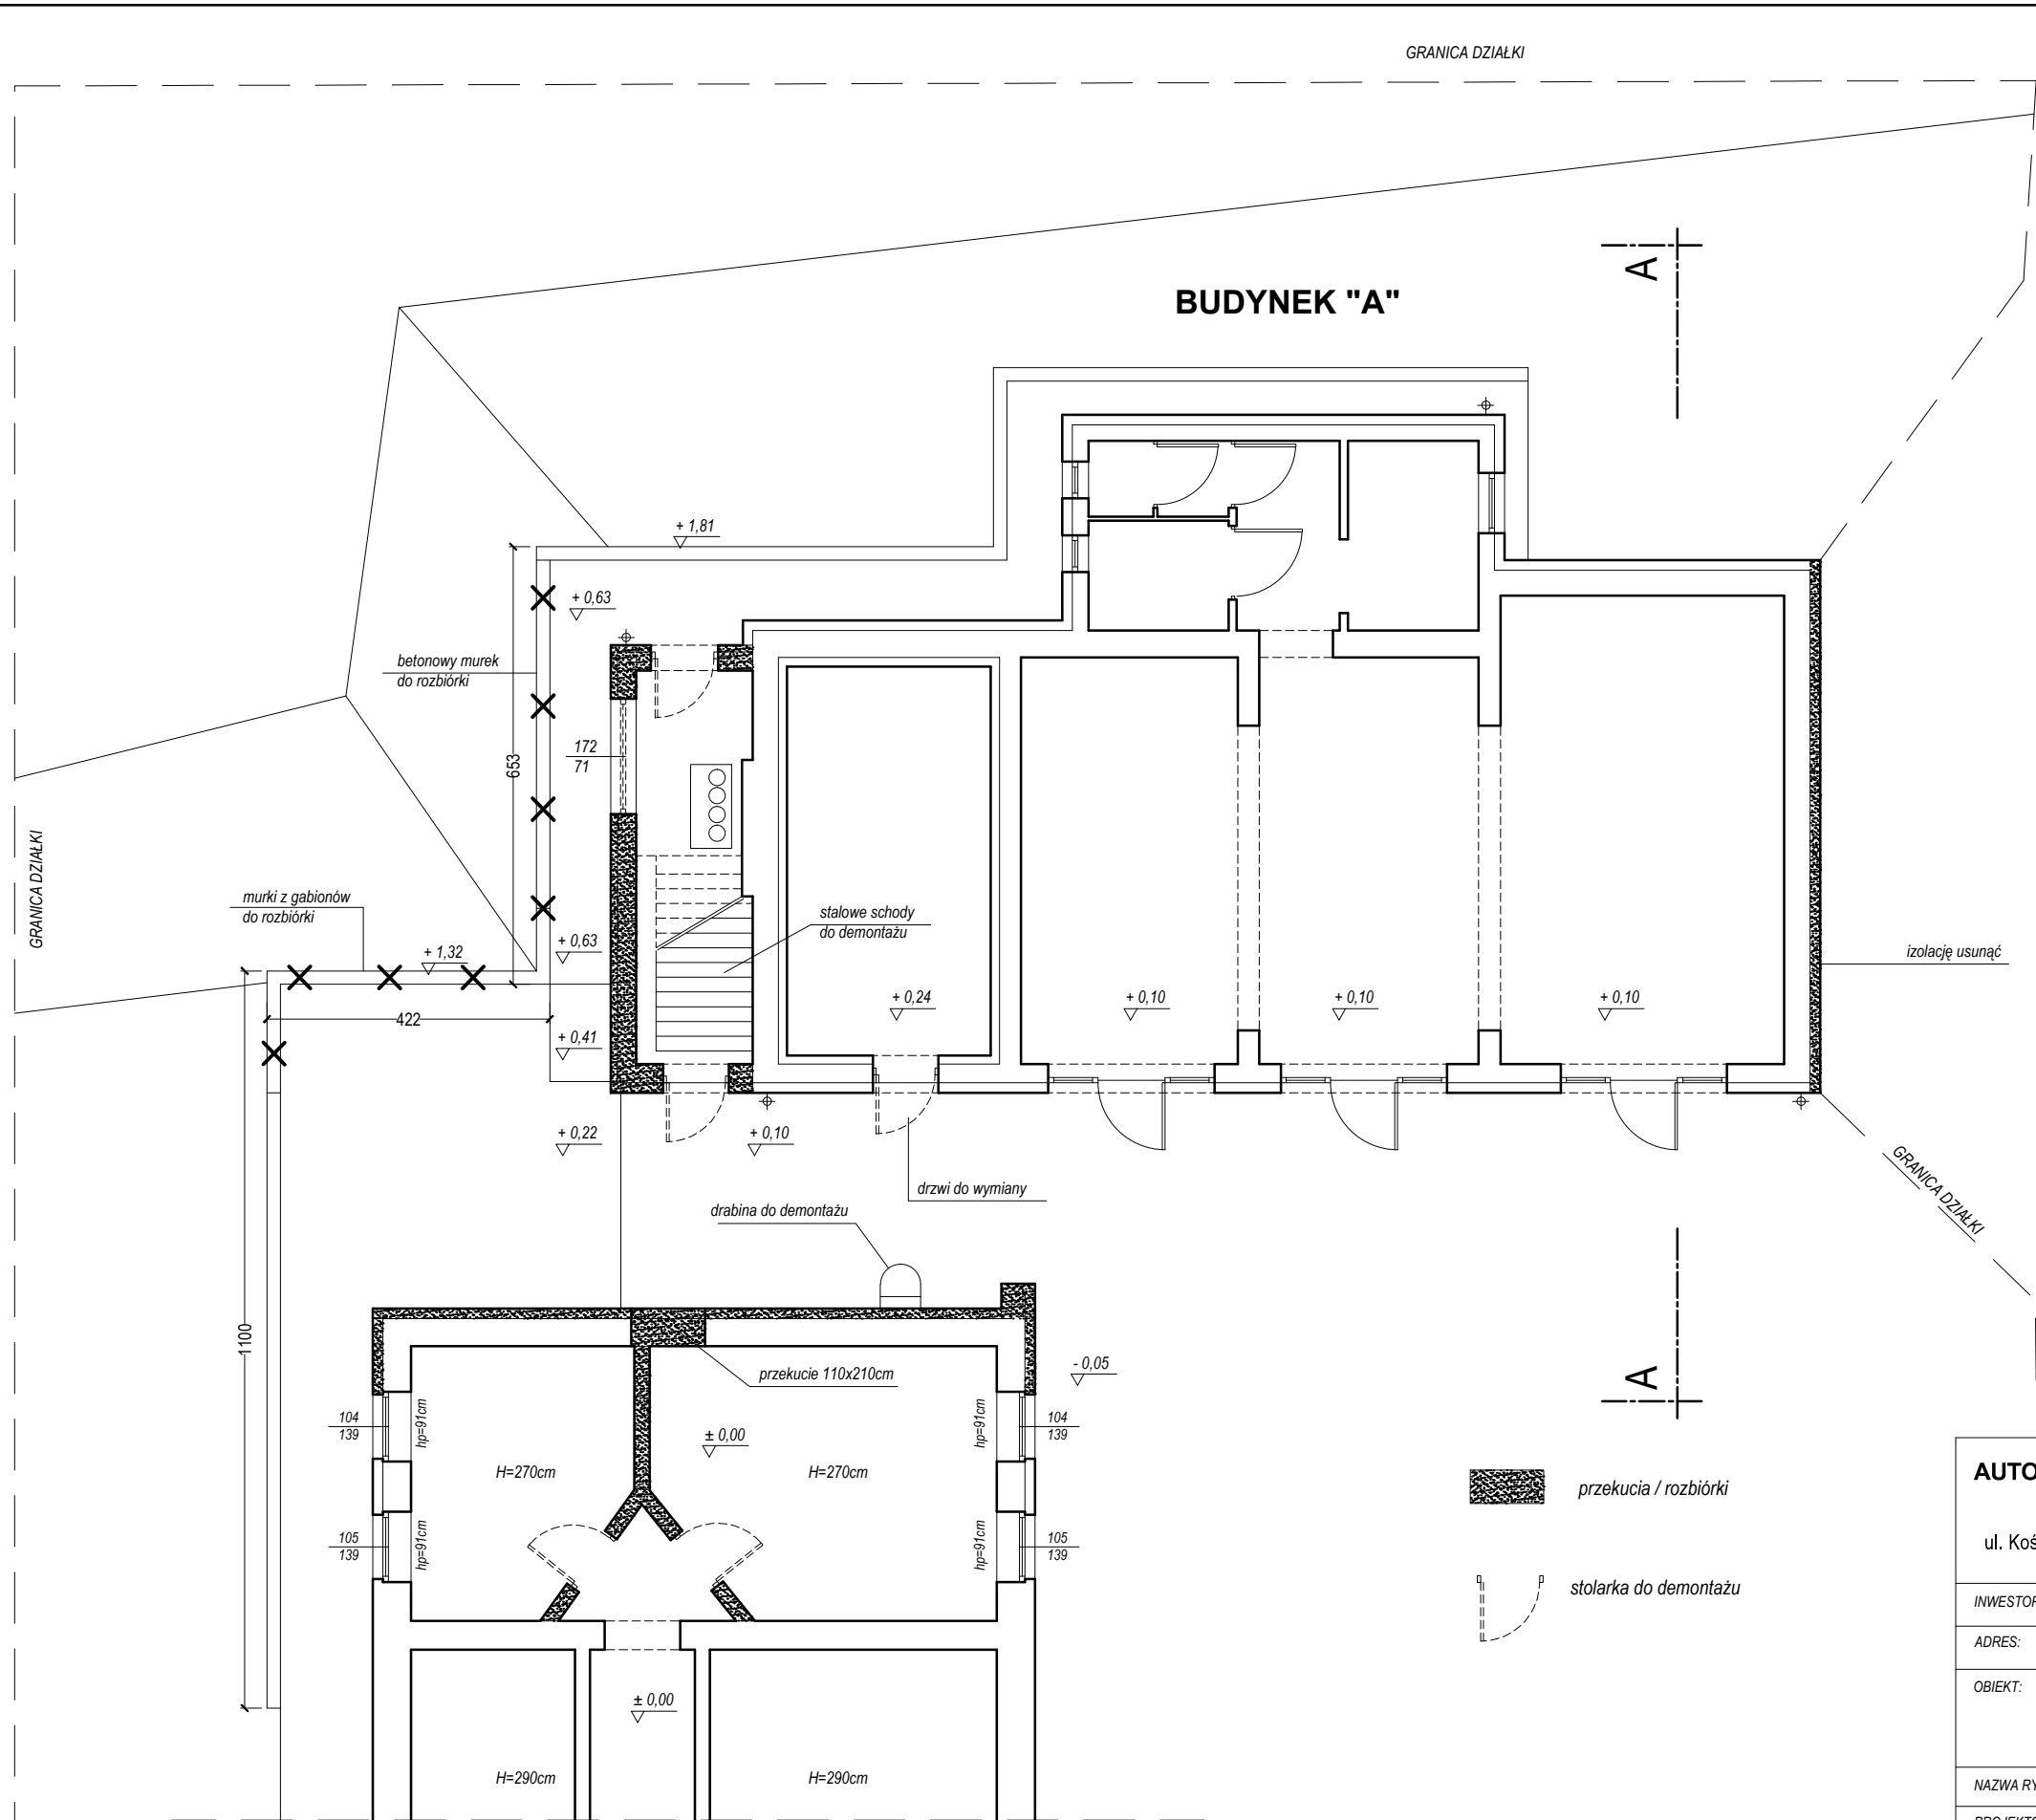 GRANICA DZIAŁKI
A
BUDYNEK "A"
+ 1,81
+ 0,63
betonowy murek
do rozbiórki
172
71
653
GRANICA DZIAŁKI
murki z gabionów
do rozbiórki
+ 1,32
+ 0,63
stalowe schody
do demontażu
izolację usunąć
+ 0,24
+ 0,10
+ 0,10
+ 0,10
422
+ 0,41
+ 0,22
+ 0,10
drzwi do wymiany
GRANICA DZIAŁKI
drabina do demontażu
1100
przekucie 110x210cm
- 0,05
A
104
139
hp=91cm
± 0,00
hp=91cm
104
139
H=270cm
H=270cm
AUTO
przekucia / rozbiórki
105
139
hp=91cm
hp=91cm
105
139
ul. Koś
stolarka do demontażu
INWESTOR
ADRES:
OBIEKT:
± 0,00
H=290cm
H=290cm
NAZWA RY